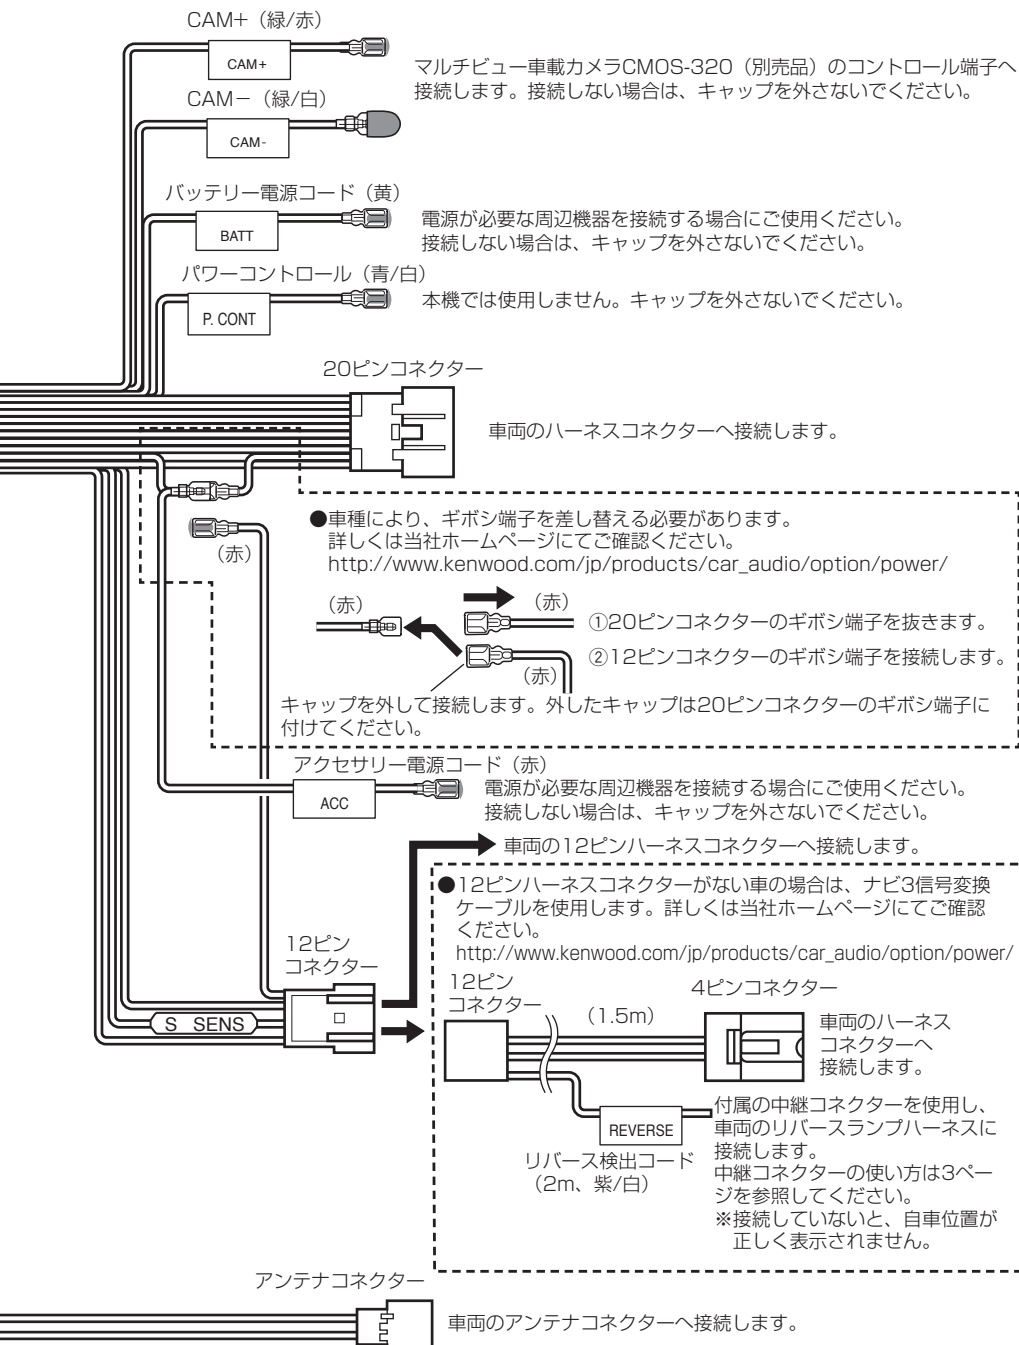 CAM＋（緑/赤）
CAM+
マルチビュー車載カメラCMOS-320（別売品）のコントロール端子へ
接続します。接続しない場合は、キャップを外さないでください。
CAM－（緑/白）
CAM-
バッテリー電源コード（黄）
BATT
電源が必要な周辺機器を接続する場合にご使用ください。
接続しない場合は、キャップを外さないでください。
パワーコントロール（青/白）
P. CONT
本機では使用しません。キャップを外さないでください。
20ピンコネクター
車両のハーネスコネクターへ接続します。
（赤）
●車種により、ギボシ端子を差し替える必要があります。
詳しくは当社ホームページにてご確認ください。
http://www.kenwood.com/jp/products/car_audio/option/power/
（赤）
（赤）
①20ピンコネクターのギボシ端子を抜きます。
②12ピンコネクターのギボシ端子を接続します。
（赤）
キャップを外して接続します。外したキャップは20ピンコネクターのギボシ端子に
付けてください。
アクセサリー電源コード（赤）
ACC
電源が必要な周辺機器を接続する場合にご使用ください。
接続しない場合は、キャップを外さないでください。
車両の12ピンハーネスコネクターへ接続します。
●12ピンハーネスコネクターがない車の場合は、ナビ3信号変換
ケーブルを使用します。詳しくは当社ホームページにてご確認
ください。
http://www.kenwood.com/jp/products/car_audio/option/power/
12ピン
コネクター
S SENS
12ピン
コネクター
（1.5m）
4ピンコネクター
車両のハーネス
コネクターへ
接続します。
REVERSE
リバース検出コード
（2m、紫/白）
付属の中継コネクターを使用し、
車両のリバースランプハーネスに
接続します。
中継コネクターの使い方は3ペー
ジを参照してください。
※接続していないと、自車位置が
正しく表示されません。
アンテナコネクター
車両のアンテナコネクターへ接続します。